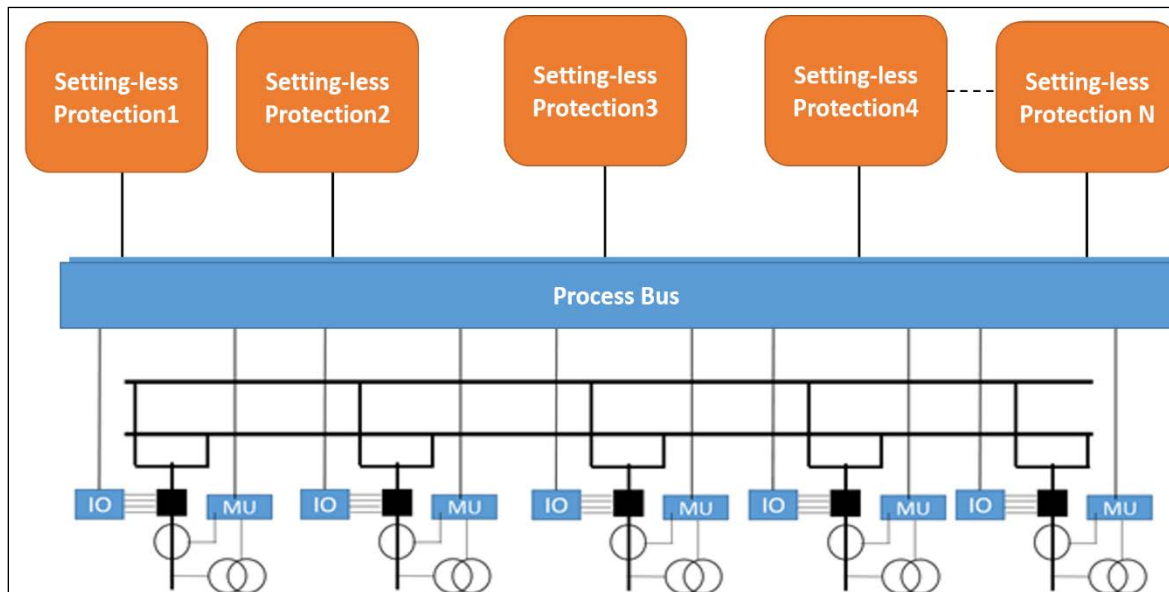 Setting-less
Protection1
Setting-less
Protection2
Setting-less
Protection3
Setting-less
Protection4
Setting-less
Protection N
Process Bus
IO
MU
IO
MU
IO
MU
IO
MU
IO
MU